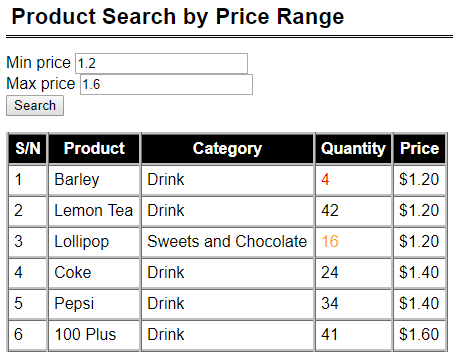 Product Search by Price Range
Min price 1.2
Max price 1.6
Search
S/N Product Category Quantity Price
1 Barley Drink 4 $1.20
2 Lemon Tea Drink 42 $1.20
3 Lollipop Sweets and Chocolate 16 $1.20
4 Coke Drink 24 $1.40
5 Pepsi Drink 34 $1.40
6 100 Plus Drink 41 $1.60